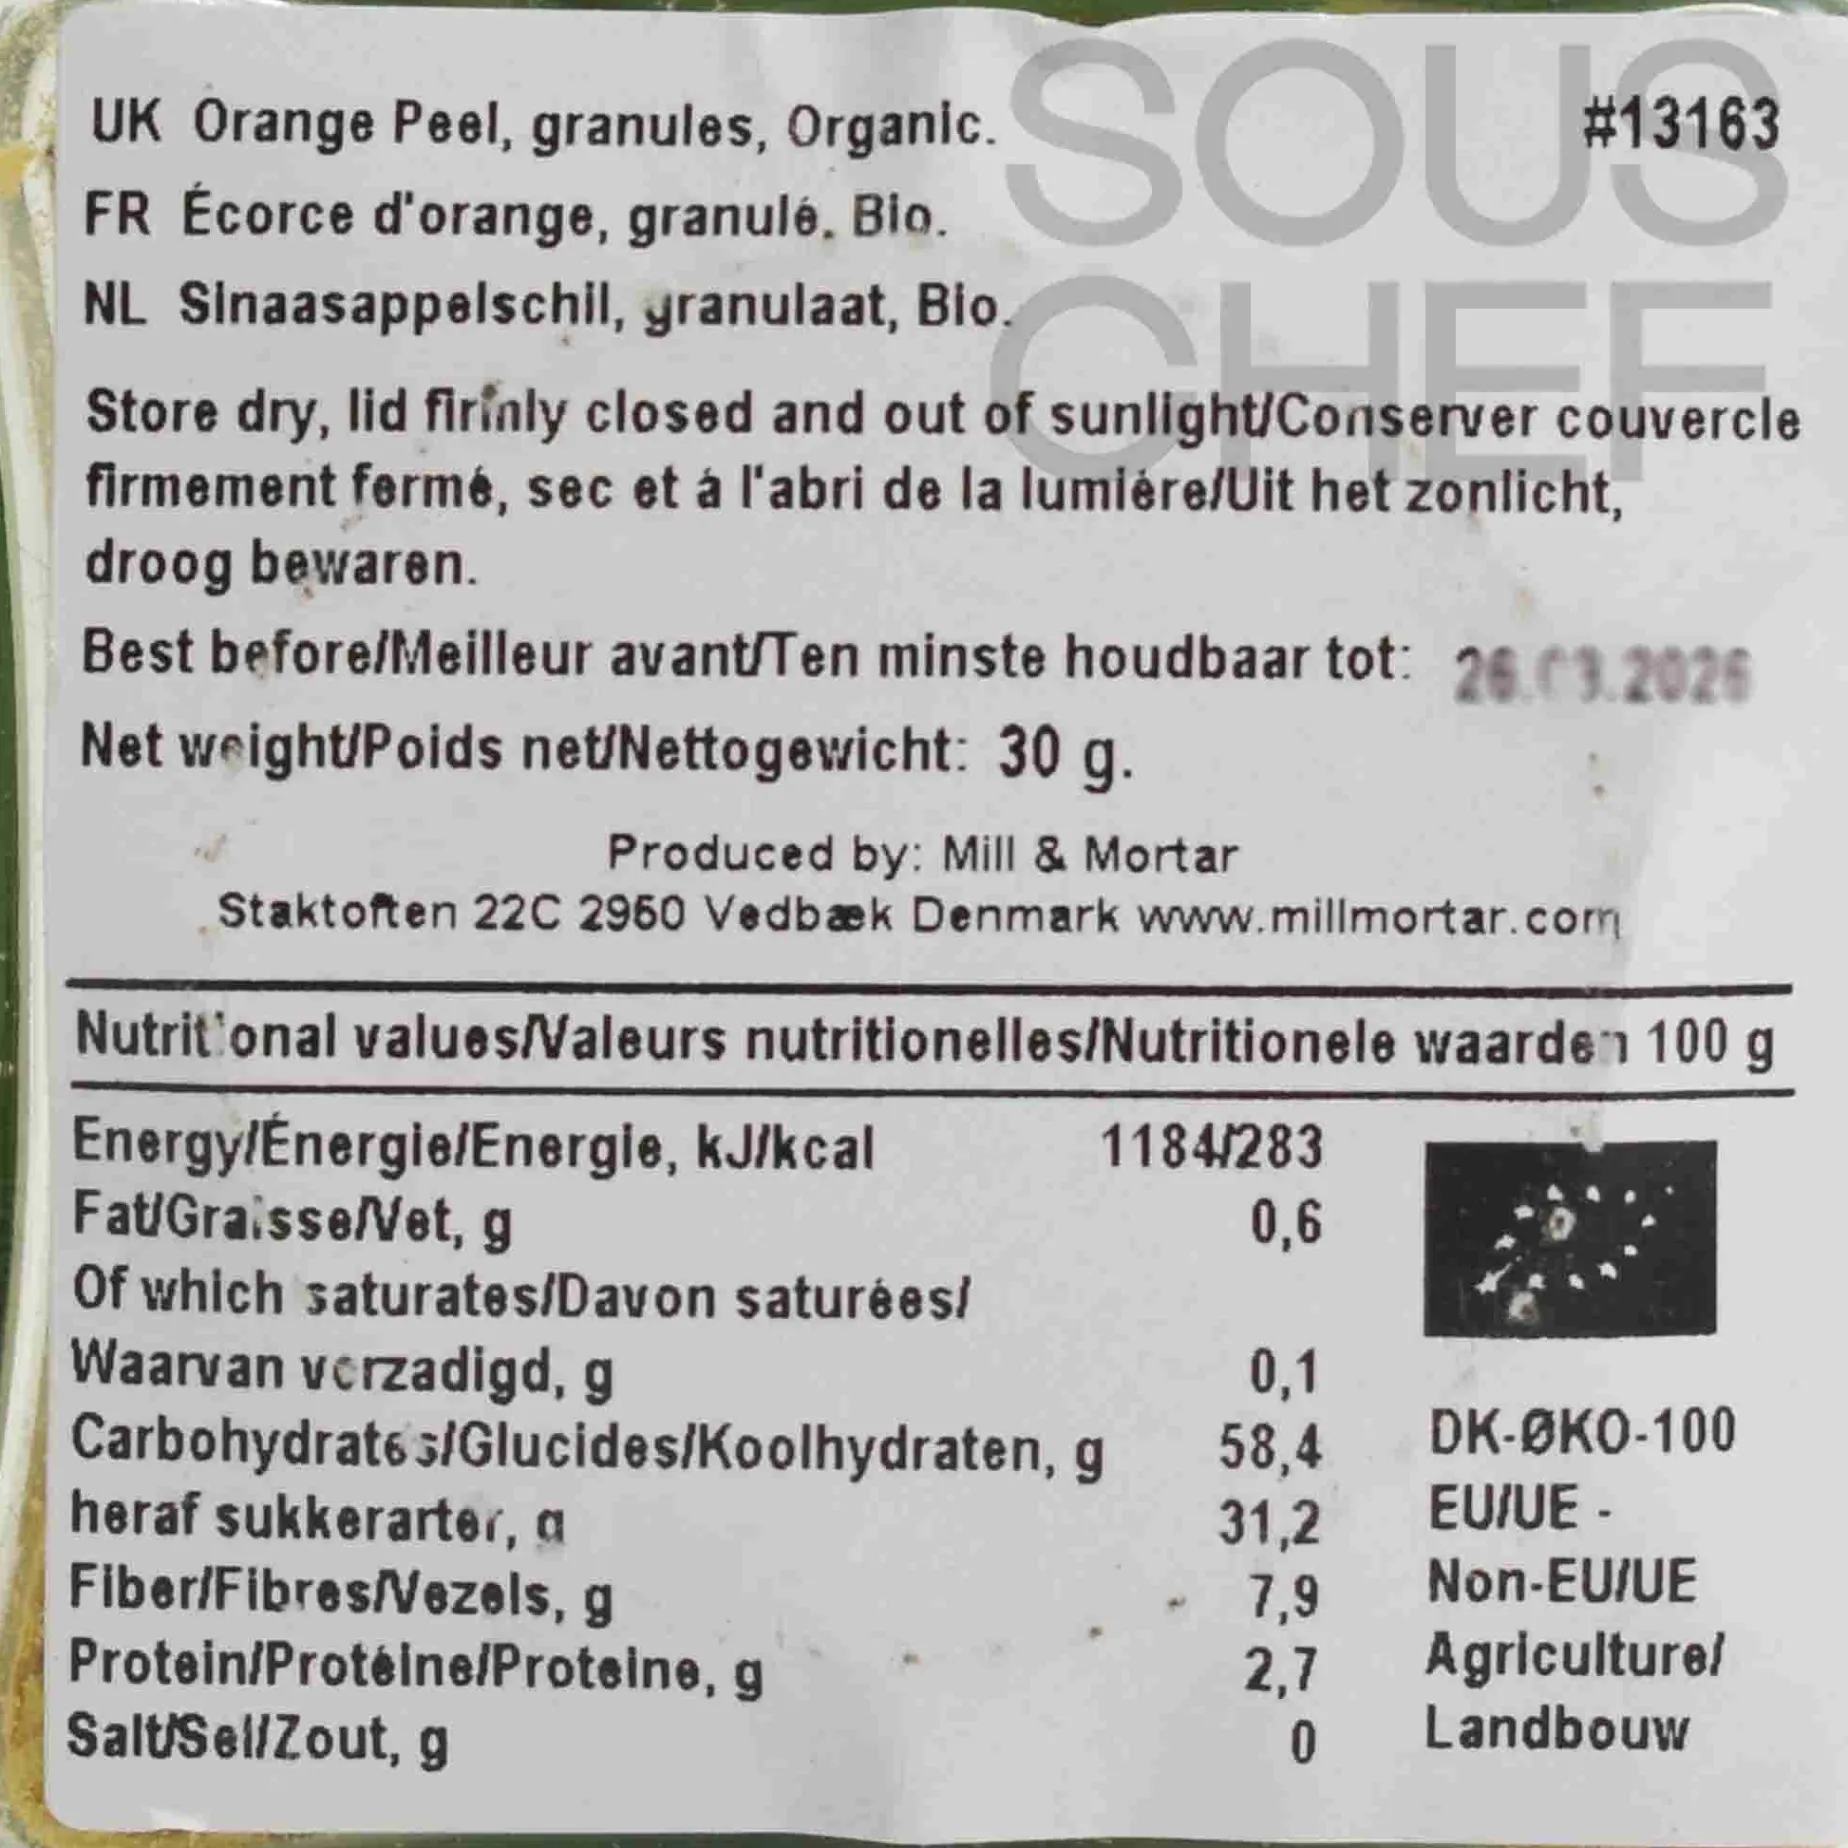 SOUS
CHEF
UK Orange Peel, granules, Organic. #13163
FR Écorce d'orange, granulé, Bio.
NL Sinaasappelschil, granulaat, Bio.
Store dry, lid firmly closed and out of sunlight/Conserver couvercle
firmement fermé, sec et à l'abri de la lumière/Uit het zonlicht,
droog bewaren.
Best before/Meilleur avant/Ten minste houdbaar tot:
Net weight/Poids net/Nettogewicht: 30 g.
Produced by: Mill & Mortar
Staktoften 22C 2950 Vedbæk Denmark www.millmortar.com
Nutritional values/Valeurs nutritionelles/Nutritionele waarden 100 g
Energy/Énergie/Energie, kJ/kcal 1184/283
Fat/Graisse/Vet, g 0,6
Of which saturates/Davon saturées/
Waarvan verzadigd, g 0,1
Carbohydrates/Glucides/Koolhydraten, g 58,4
heraf sukkerarter, g 31,2
Fiber/Fibres/Vezels, g 7,9
Protein/Protéine/Proteine, g 2,7
Salt/Sel/Zout, g 0
DK-ØKO-100
EU/UE -
Non-EU/UE
Agriculture/
Landbouw